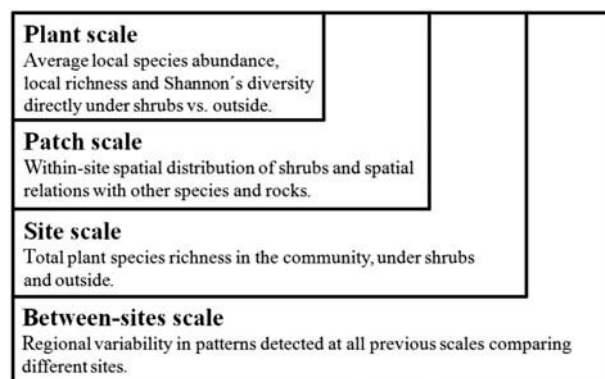 Plant scale
Average local species abundance,
local richness and Shannon´s diversity
directly under shrubs vs. outside.
Patch scale
Within-site spatial distribution of shrubs and spatial
relations with other species and rocks.
Site scale
Total plant species richness in the community, under shrubs
and outside.
Between-sites scale
Regional variability in patterns detected at all previous scales comparing
different sites.